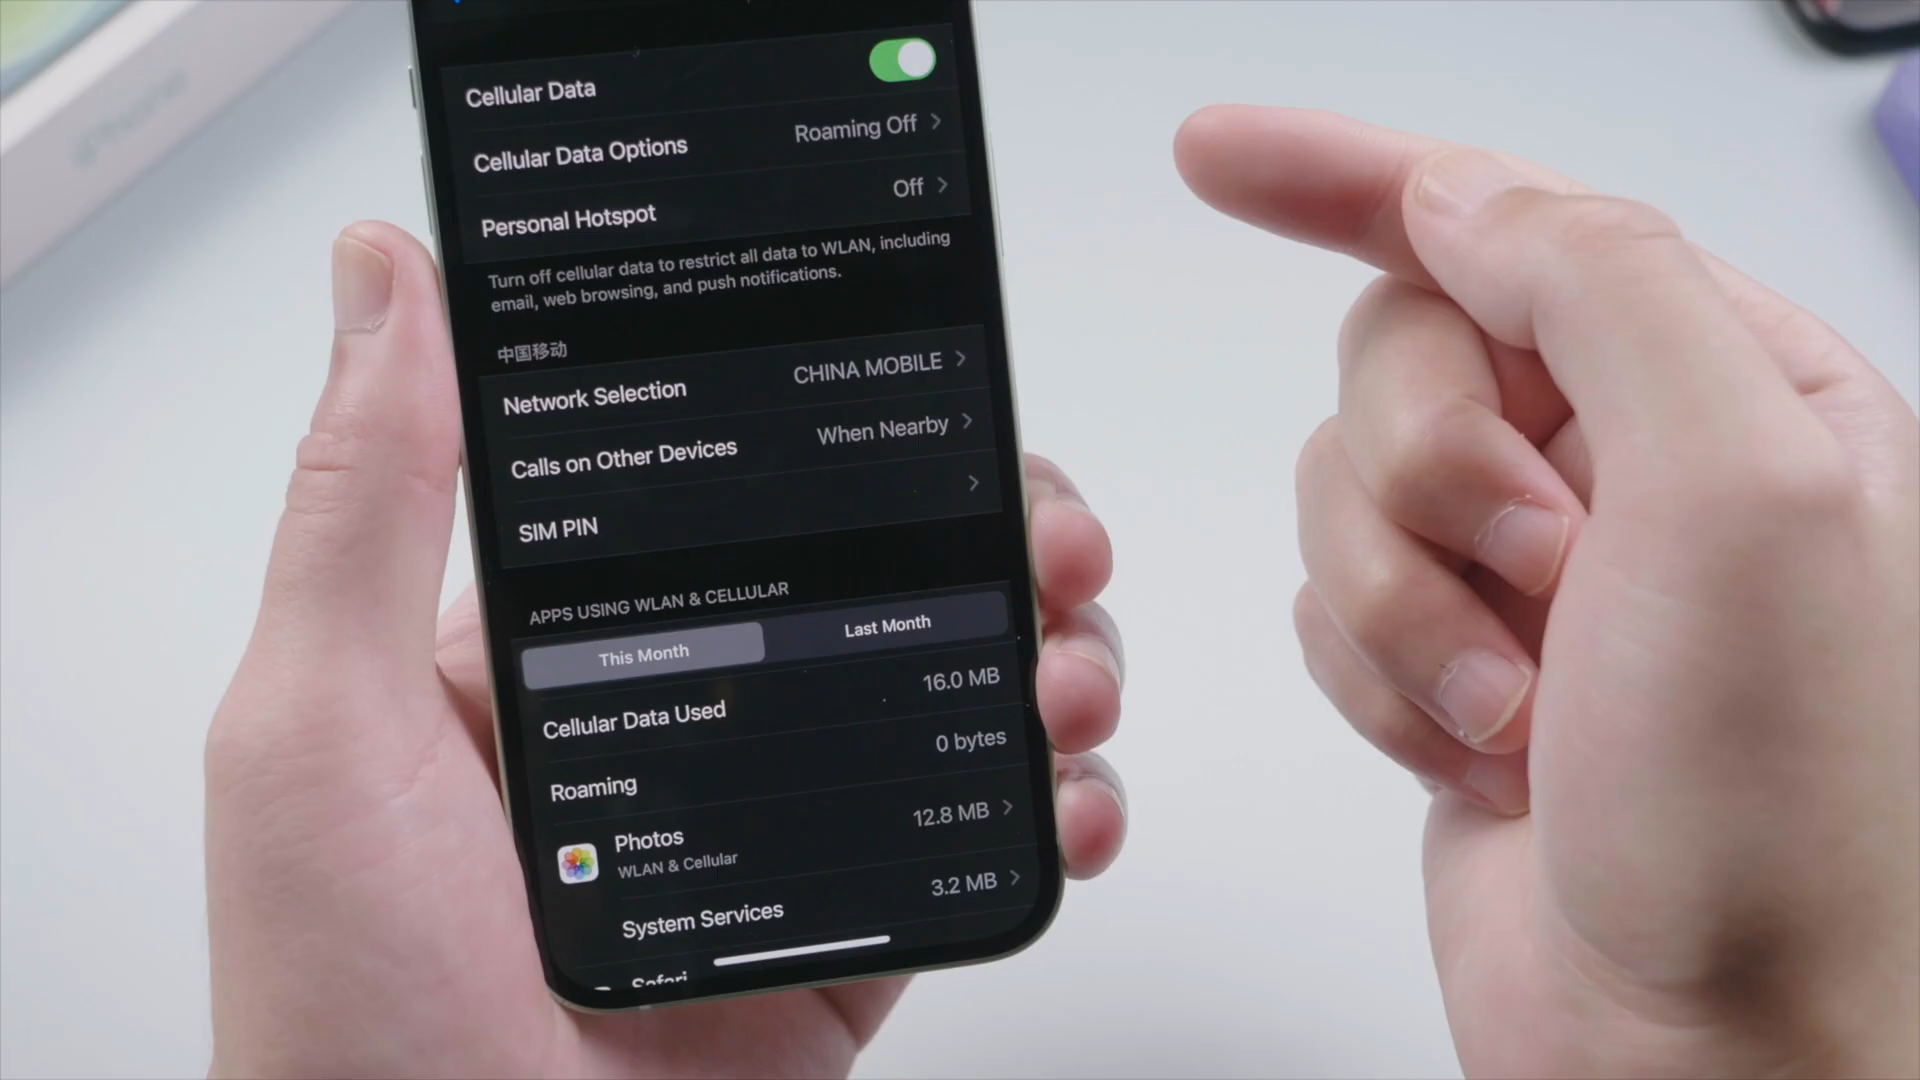 iPhone
Cellular Data
Cellular Data Options Roaming Off
Personal Hotspot Off
Turn off cellular data to restrict all data to WLAN, including
email, web browsing, and push notifications.
中国移动
Network Selection CHINA MOBILE
Calls on Other Devices When Nearby
SIM PIN
APPS USING WLAN & CELLULAR
This Month Last Month
Cellular Data Used 16.0 MB
Roaming 0 bytes
Photos 12.8 MB
WLAN & Cellular
System Services 3.2 MB
Safari